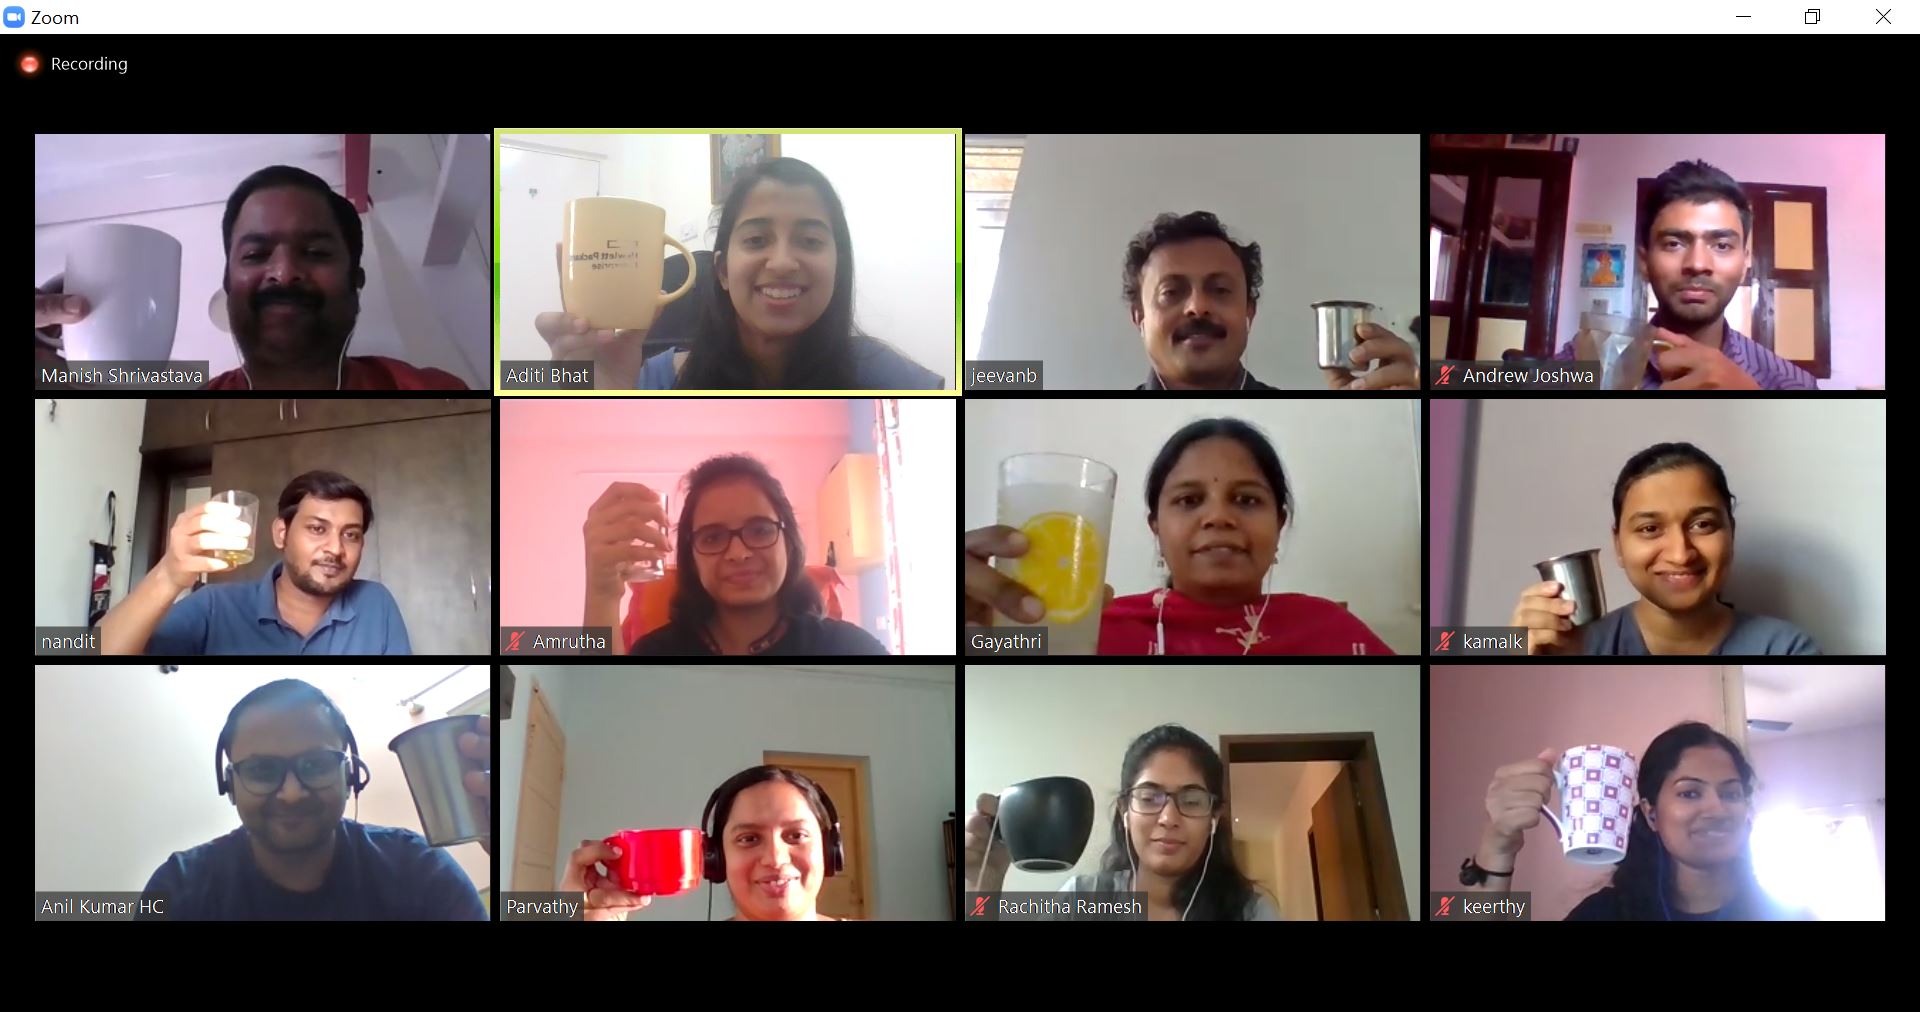 Zoom
Recording
Manish Shrivastava
Aditi Bhat
jeevanb
Andrew Joshwa
nandit
Amrutha
Gayathri
kamalk
Anil Kumar HC
Parvathy
Rachitha Ramesh
keerthy